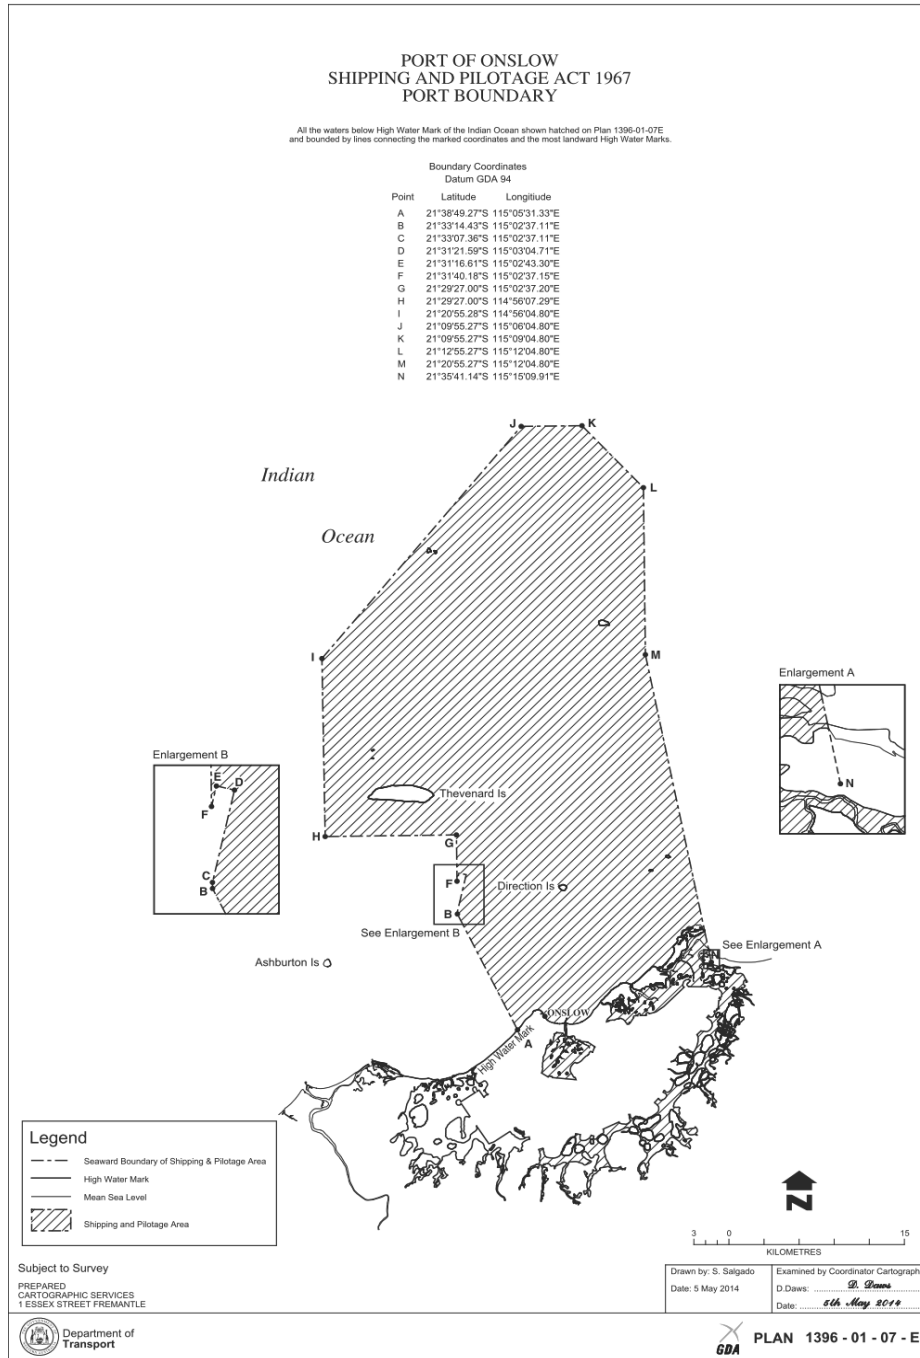 PORT OF ONSLOW
SHIPPING AND PILOTAGE ACT 1967
PORT BOUNDARY
All the waters below High Water Mark of the Indian Ocean shown hatched on Plan 1396-01-07E
and bounded by lines connecting the marked coordinates and the most landward High Water Marks.
Boundary Coordinates
Datum GDA 94
Point Latitude Longitiude
A 21°38'49.27"S 115°05'31.33"E
B 21°33'14.43"S 115°02'37.11"E
C 21°33'07.36"S 115°02'37.11"E
D 21°31'21.59"S 115°03'04.71"E
E 21°31'16.61"S 115°02'43.30"E
F 21°31'40.18"S 115°02'37.15"E
G 21°29'27.00"S 115°02'37.20"E
H 21°29'27.00"S 114°56'07.29"E
I 21°20'55.28"S 114°56'04.80"E
J 21°09'55.27"S 115°06'04.80"E
K 21°09'55.27"S 115°09'04.80"E
L 21°12'55.27"S 115°12'04.80"E
M 21°20'55.27"S 115°12'04.80"E
N 21°35'41.14"S 115°15'09.91"E
J K
Indian
L
Ocean
I M
Enlargement A
N
Enlargement B
E D
F
C
B
Thevenard Is
H G
F Direction Is
B
See Enlargement B
See Enlargement A
Ashburton Is
ONSLOW
A
High Water Mark
Legend
Seaward Boundary of Shipping & Pilotage Area
High Water Mark
Mean Sea Level
Shipping and Pilotage Area
N
3 0 15
KILOMETRES
Subject to Survey
PREPARED
CARTOGRAPHIC SERVICES
1 ESSEX STREET FREMANTLE
Drawn by: S. Salgado
Date: 5 May 2014
Examined by Coordinator Cartograph
D.Daws: D. Daws
Date: 5th May 2014
Department of
Transport
GDA
PLAN 1396 - 01 - 07 - E